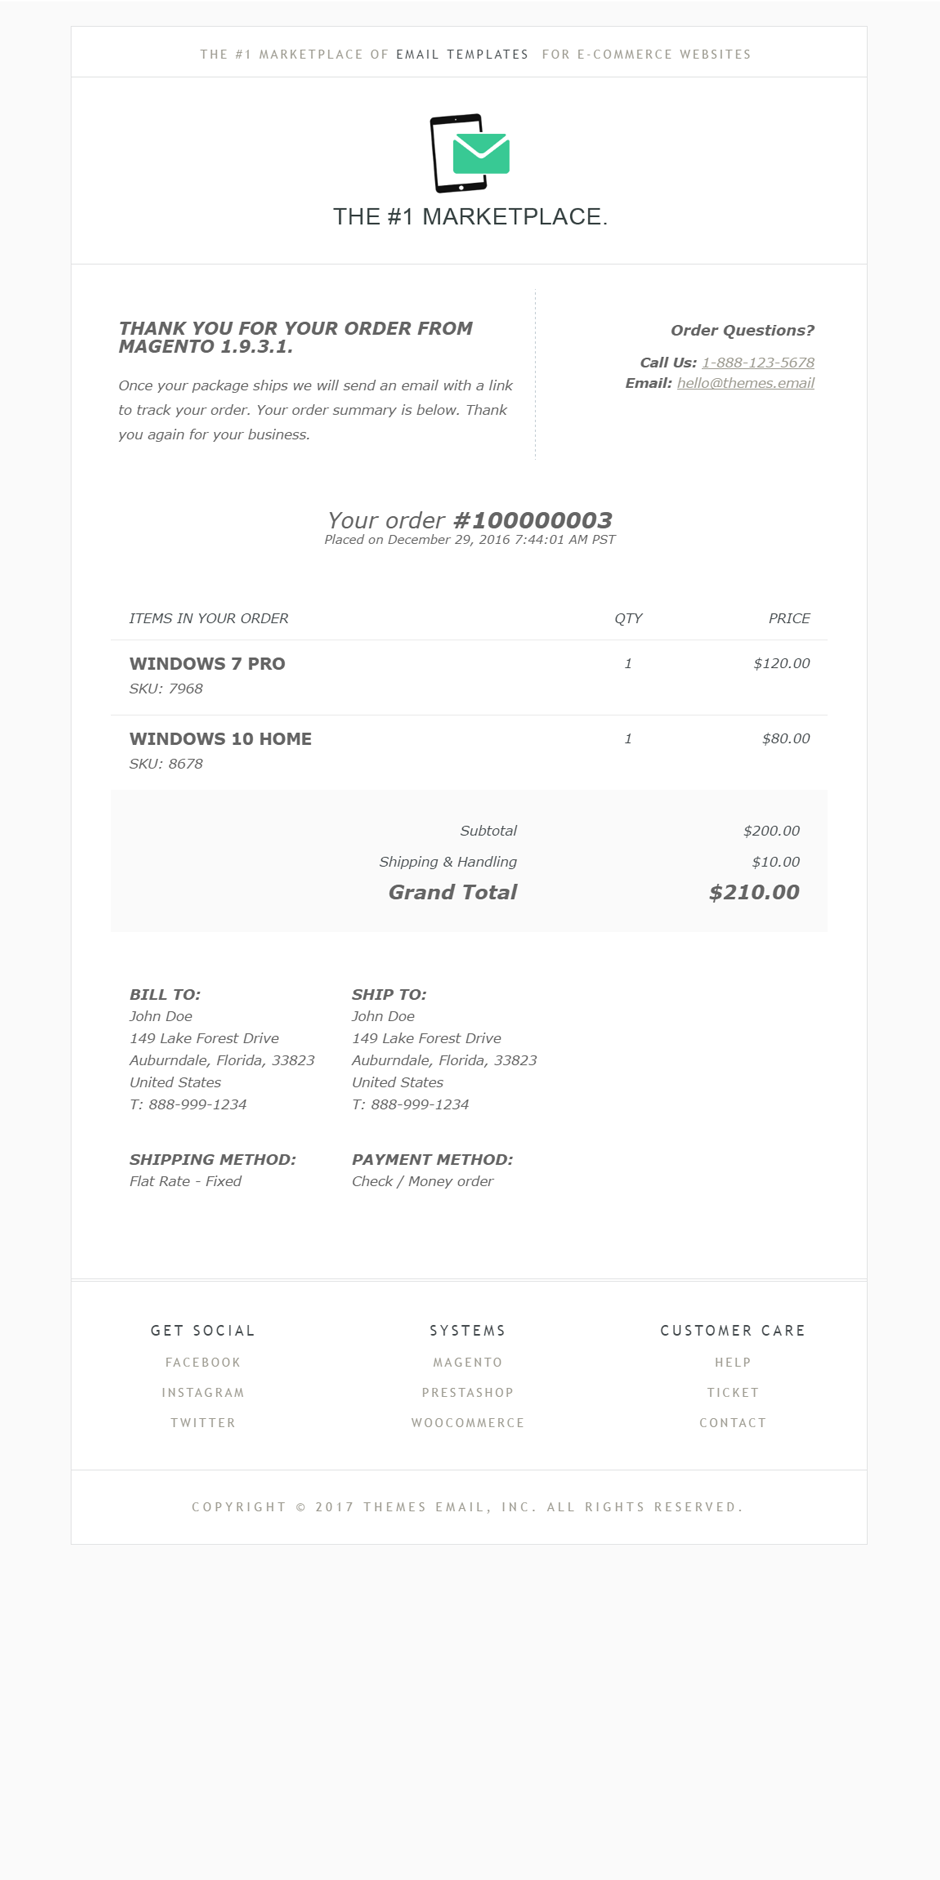 THE #1 MARKETPLACE OF EMAIL TEMPLATES FOR E-COMMERCE WEBSITES
THE #1 MARKETPLACE.
THANK YOU FOR YOUR ORDER FROM
MAGENTO 1.9.3.1.
Once your package ships we will send an email with a link
to track your order. Your order summary is below. Thank
you again for your business.
Order Questions?
Call Us: 1-888-123-5678
Email: hello@themes.email
Your order #100000003
Placed on December 29, 2016 7:44:01 AM PST
ITEMS IN YOUR ORDER QTY PRICE
WINDOWS 7 PRO 1 $120.00
SKU: 7968
WINDOWS 10 HOME 1 $80.00
SKU: 8678
Subtotal $200.00
Shipping & Handling $10.00
Grand Total $210.00
BILL TO:
John Doe
149 Lake Forest Drive
Auburndale, Florida, 33823
United States
T: 888-999-1234
SHIP TO:
John Doe
149 Lake Forest Drive
Auburndale, Florida, 33823
United States
T: 888-999-1234
SHIPPING METHOD:
Flat Rate - Fixed
PAYMENT METHOD:
Check / Money order
GET SOCIAL
FACEBOOK
INSTAGRAM
TWITTER
SYSTEMS
MAGENTO
PRESTASHOP
WOOCOMMERCE
CUSTOMER CARE
HELP
TICKET
CONTACT
COPYRIGHT © 2017 THEMES EMAIL, INC. ALL RIGHTS RESERVED.